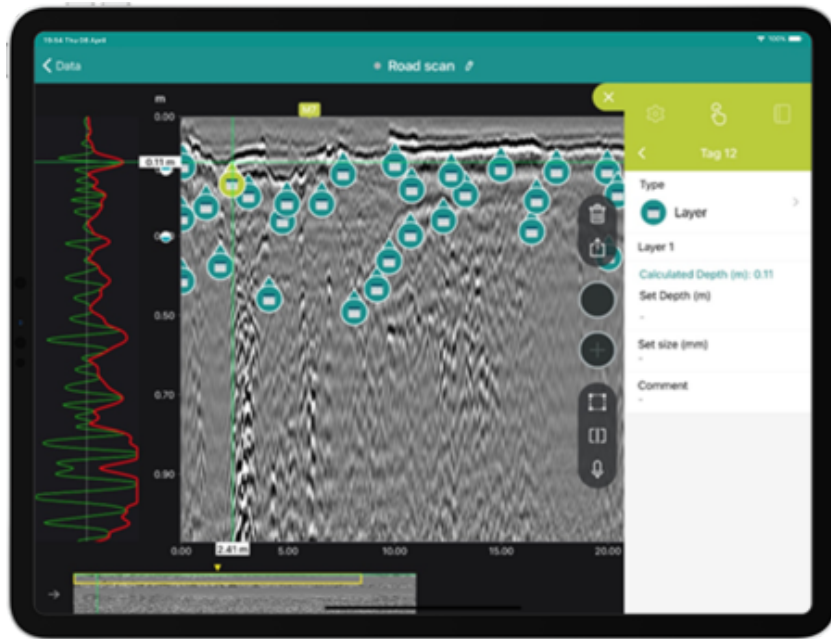 19:54 Thu 08 April
100%
Data
Road scan
m
0.00
0.11 m
0.50
0.70
0.90
0.00
2.41 m
5.00
10.00
15.00
20.00
Tag 12
Type
Layer
Layer 1
Calculated Depth (m): 0.11
Set Depth (m)
-
Set size (mm)
-
Comment
-